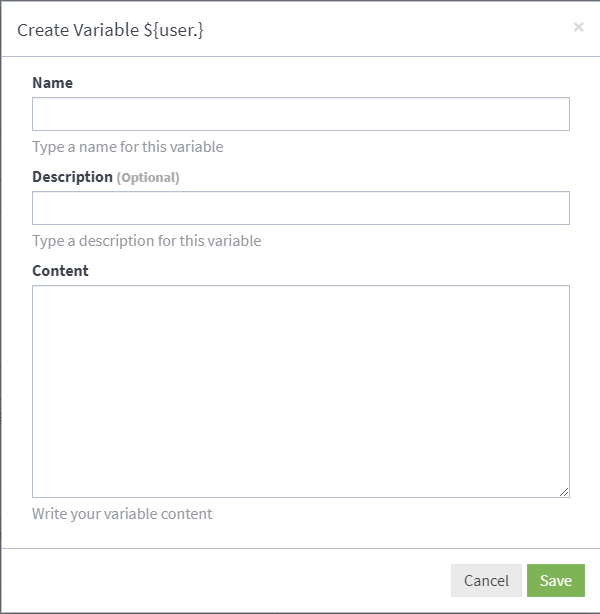 Create Variable ${user.}
×
Name
Type a name for this variable
Description (Optional)
Type a description for this variable
Content
Write your variable content
Cancel Save